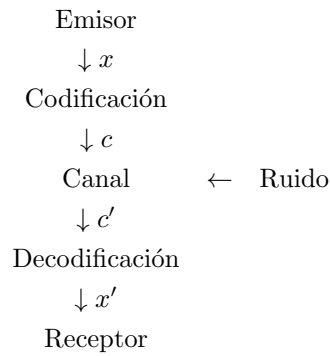 Emisor
↓ x
Codificación
↓ c
Canal ← Ruido
↓ c′
Decodificación
↓ x′
Receptor